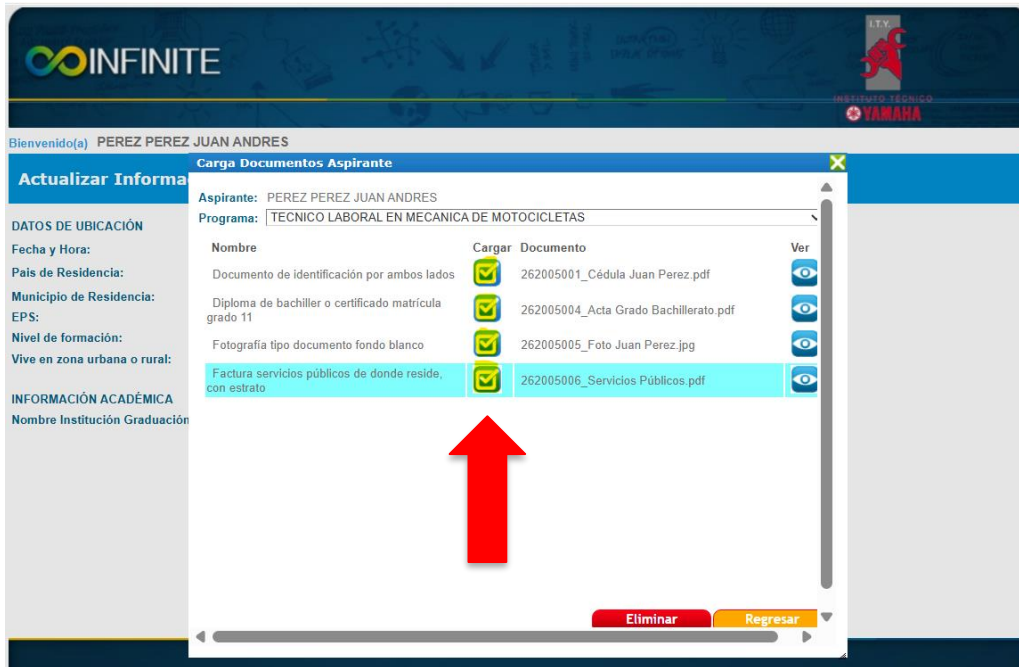 INFINITE
I.T.Y.
INSTITUTO TECNICO
YAMAHA
Bienvenido(a) PEREZ PEREZ JUAN ANDRES
Actualizar Informa
Carga Documentos Aspirante
Aspirante: PEREZ PEREZ JUAN ANDRES
Programa: TECNICO LABORAL EN MECANICA DE MOTOCICLETAS
Nombre Cargar Documento Ver
Documento de identificación por ambos lados 262005001_Cédula Juan Perez.pdf
Diploma de bachiller o certificado matrícula
grado 11 262005004_Acta Grado Bachillerato.pdf
Fotografía tipo documento fondo blanco 262005005_Foto Juan Perez.jpg
Factura servicios públicos de donde reside,
con estrato 262005006_Servicios Públicos.pdf
Eliminar Regresar
DATOS DE UBICACIÓN
Fecha y Hora:
Pais de Residencia:
Municipio de Residencia:
EPS:
Nivel de formación:
Vive en zona urbana o rural:
INFORMACIÓN ACADÉMICA
Nombre Institución Graduación